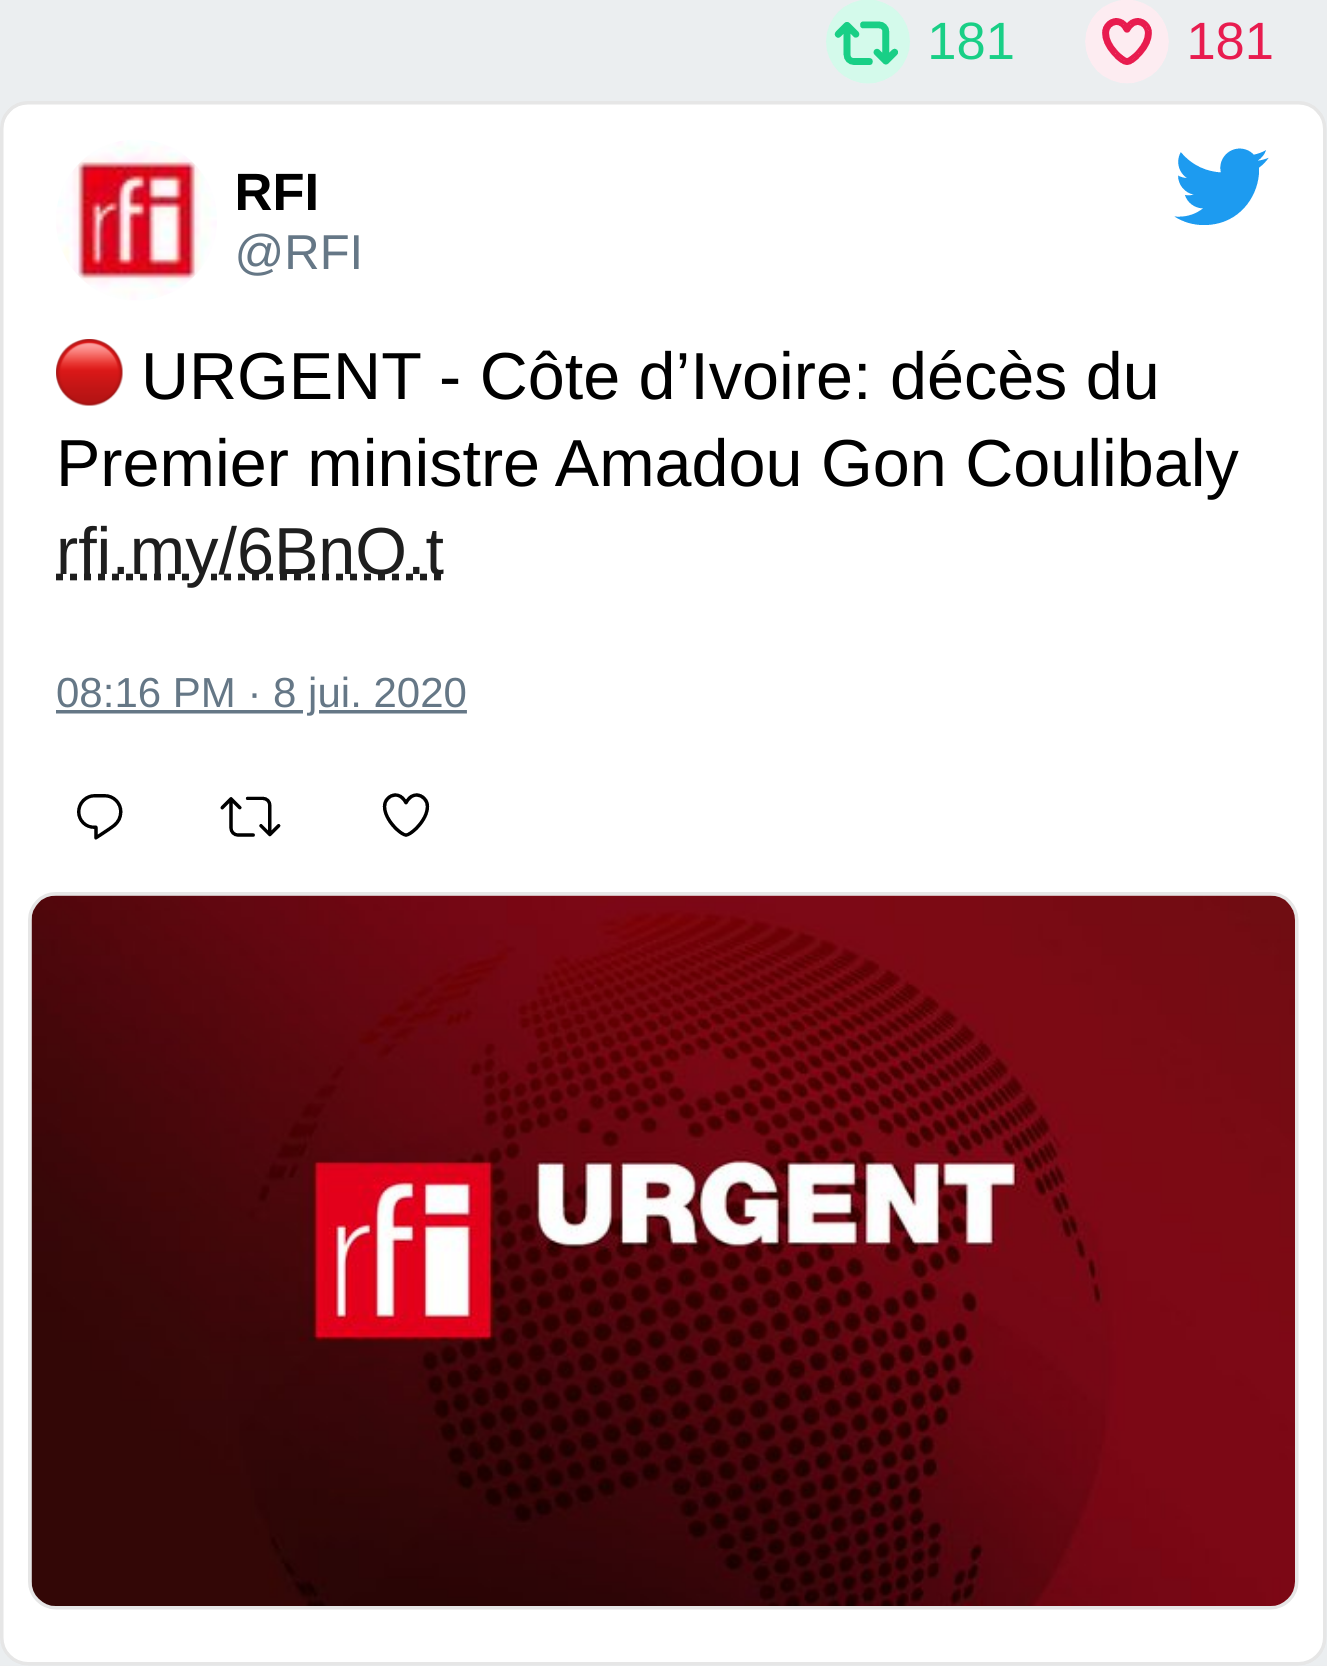 181 181
rfi
RFI
@RFI
🔴 URGENT - Côte d’Ivoire: décès du
Premier ministre Amadou Gon Coulibaly
rfi.my/6BnO.t
08:16 PM · 8 jui. 2020
rfi URGENT